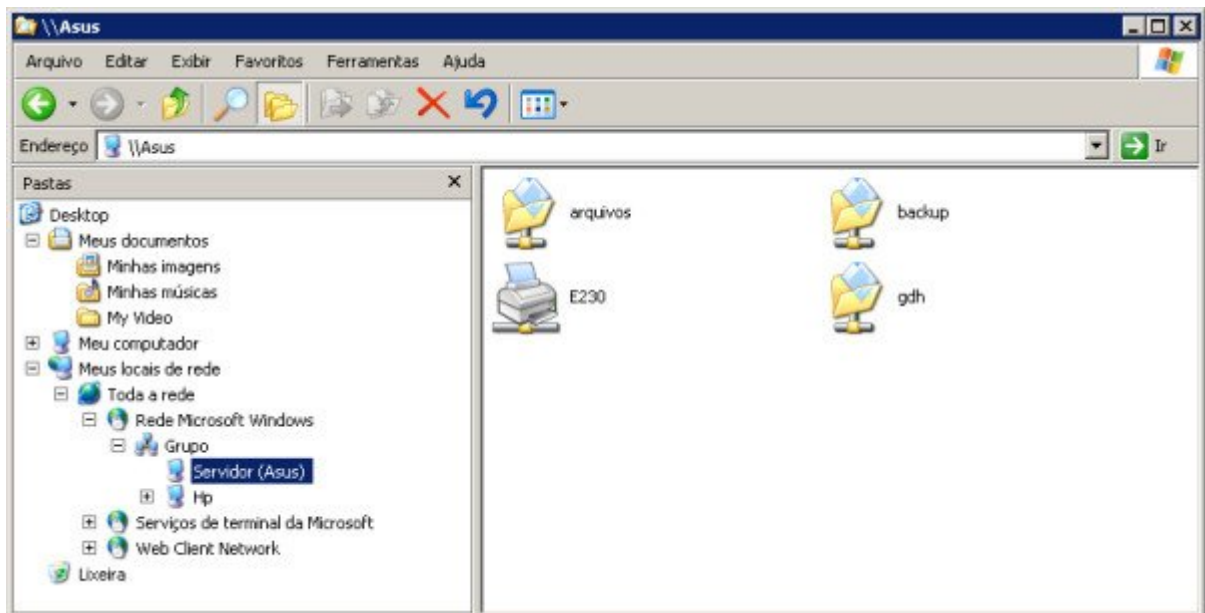 \\Asus
Arquivo Editar Exibir Favoritos Ferramentas Ajuda
Endereço \\Asus Ir
Pastas
Desktop
Meus documentos
Minhas imagens
Minhas músicas
My Video
Meu computador
Meus locais de rede
Toda a rede
Rede Microsoft Windows
Grupo
Servidor (Asus)
Hp
Serviços de terminal da Microsoft
Web Client Network
Lixeira
arquivos backup
E230 gdh